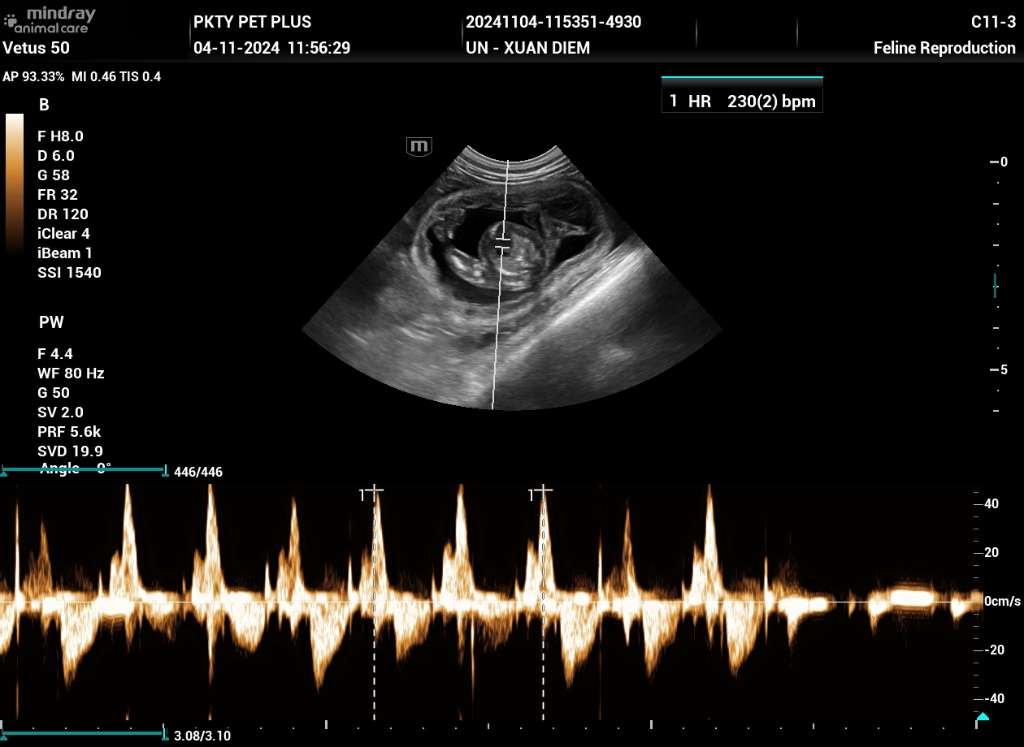 mindray
animalcare
Vetus 50
PKTY PET PLUS
04-11-2024 11:56:29
20241104-115351-4930
UN - XUAN DIEM
C11-3
Feline Reproduction
AP 93.33% MI 0.46 TIS 0.4
1 HR 230(2) bpm
B
F H8.0
D 6.0
G 58
FR 32
DR 120
iClear 4
iBeam 1
SSI 1540
m
0
5
PW
F 4.4
WF 80 Hz
G 50
SV 2.0
PRF 5.6k
SVD 19.9
Angle 0°
446/446
1
1
40
20
0cm/s
-20
-40
3.08/3.10